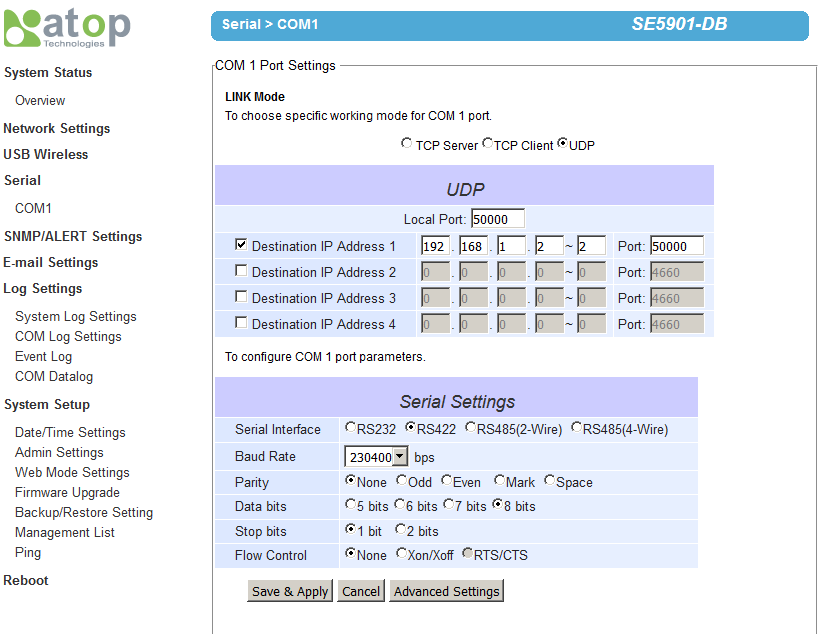 atop
Technologies
Serial > COM1
SE5901-DB
System Status
Overview
Network Settings
USB Wireless
Serial
COM1
SNMP/ALERT Settings
E-mail Settings
Log Settings
System Log Settings
COM Log Settings
Event Log
COM Datalog
System Setup
Date/Time Settings
Admin Settings
Web Mode Settings
Firmware Upgrade
Backup/Restore Setting
Management List
Ping
Reboot
COM 1 Port Settings
LINK Mode
To choose specific working mode for COM 1 port.
TCP Server TCP Client UDP
UDP
Local Port: 50000
Destination IP Address 1 192 . 168 . 1 . 2 ~ 2 Port: 50000
Destination IP Address 2 0 . 0 . 0 . 0 ~ 0 Port: 4660
Destination IP Address 3 0 . 0 . 0 . 0 ~ 0 Port: 4660
Destination IP Address 4 0 . 0 . 0 . 0 ~ 0 Port: 4660
To configure COM 1 port parameters.
Serial Settings
Serial Interface RS232 RS422 RS485(2-Wire) RS485(4-Wire)
Baud Rate 230400 bps
Parity None Odd Even Mark Space
Data bits 5 bits 6 bits 7 bits 8 bits
Stop bits 1 bit 2 bits
Flow Control None Xon/Xoff RTS/CTS
Save & Apply Cancel Advanced Settings